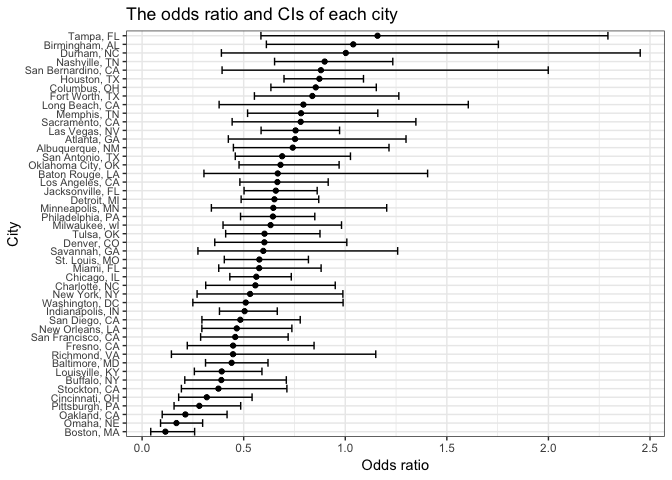 The odds ratio and CIs of each city
Tampa, FL
Birmingham, AL
Durham, NC
Nashville, TN
San Bernardino, CA
Houston, TX
Columbus, OH
Fort Worth, TX
Long Beach, CA
Memphis, TN
Sacramento, CA
Las Vegas, NV
Atlanta, GA
Albuquerque, NM
San Antonio, TX
Oklahoma City, OK
Baton Rouge, LA
Los Angeles, CA
Jacksonville, FL
Detroit, MI
Minneapolis, MN
Philadelphia, PA
Milwaukee, wI
Tulsa, OK
Denver, CO
Savannah, GA
St. Louis, MO
Miami, FL
Chicago, IL
Charlotte, NC
New York, NY
Washington, DC
Indianapolis, IN
San Diego, CA
New Orleans, LA
San Francisco, CA
Fresno, CA
Richmond, VA
Baltimore, MD
Louisville, KY
Buffalo, NY
Stockton, CA
Cincinnati, OH
Pittsburgh, PA
Oakland, CA
Omaha, NE
Boston, MA
City
0.0 0.5 1.0 1.5 2.0 2.5
Odds ratio